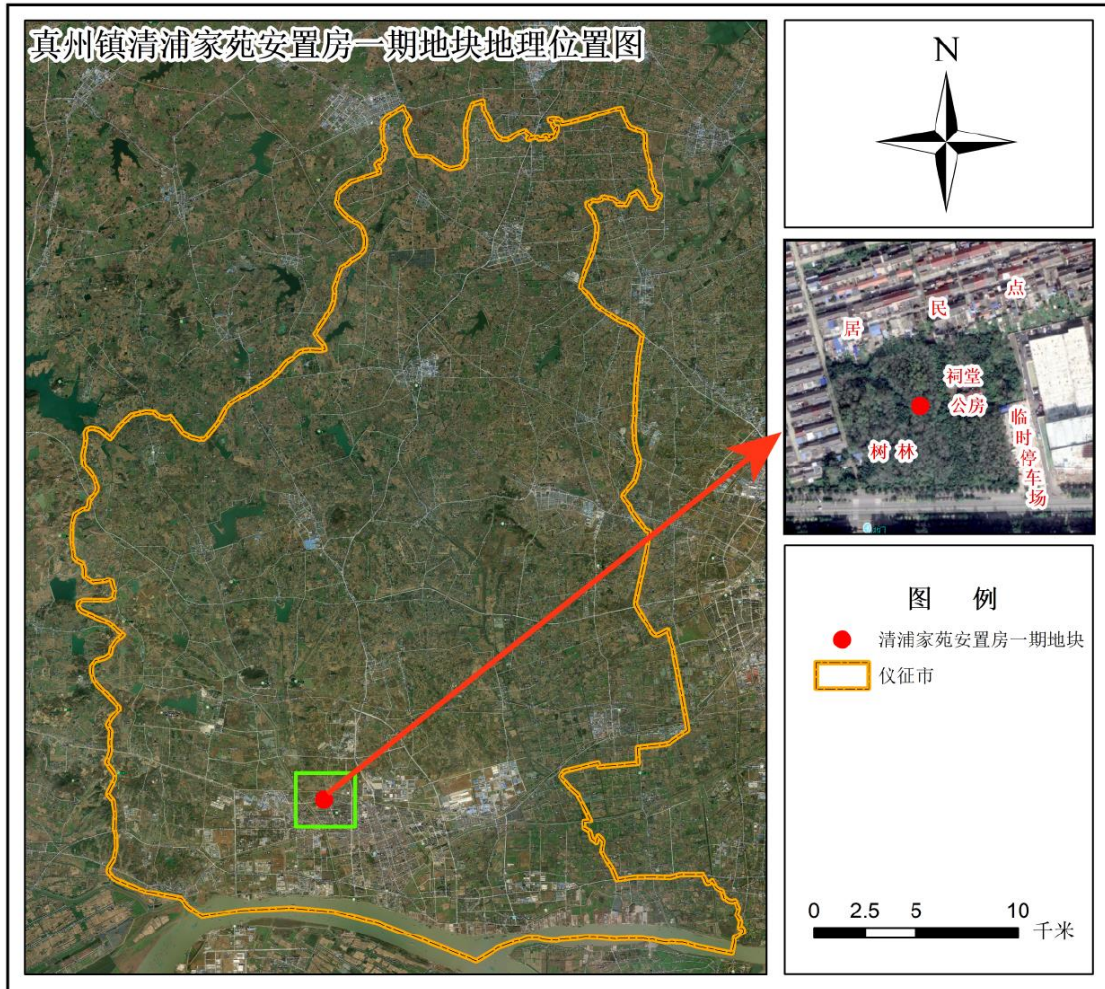 真州镇清浦家苑安置房一期地块地理位置图
N
居民点
祠堂
公房
树林
临时停车场
图 例
清浦家苑安置房一期地块
仪征市
0 2.5 5 10
千米